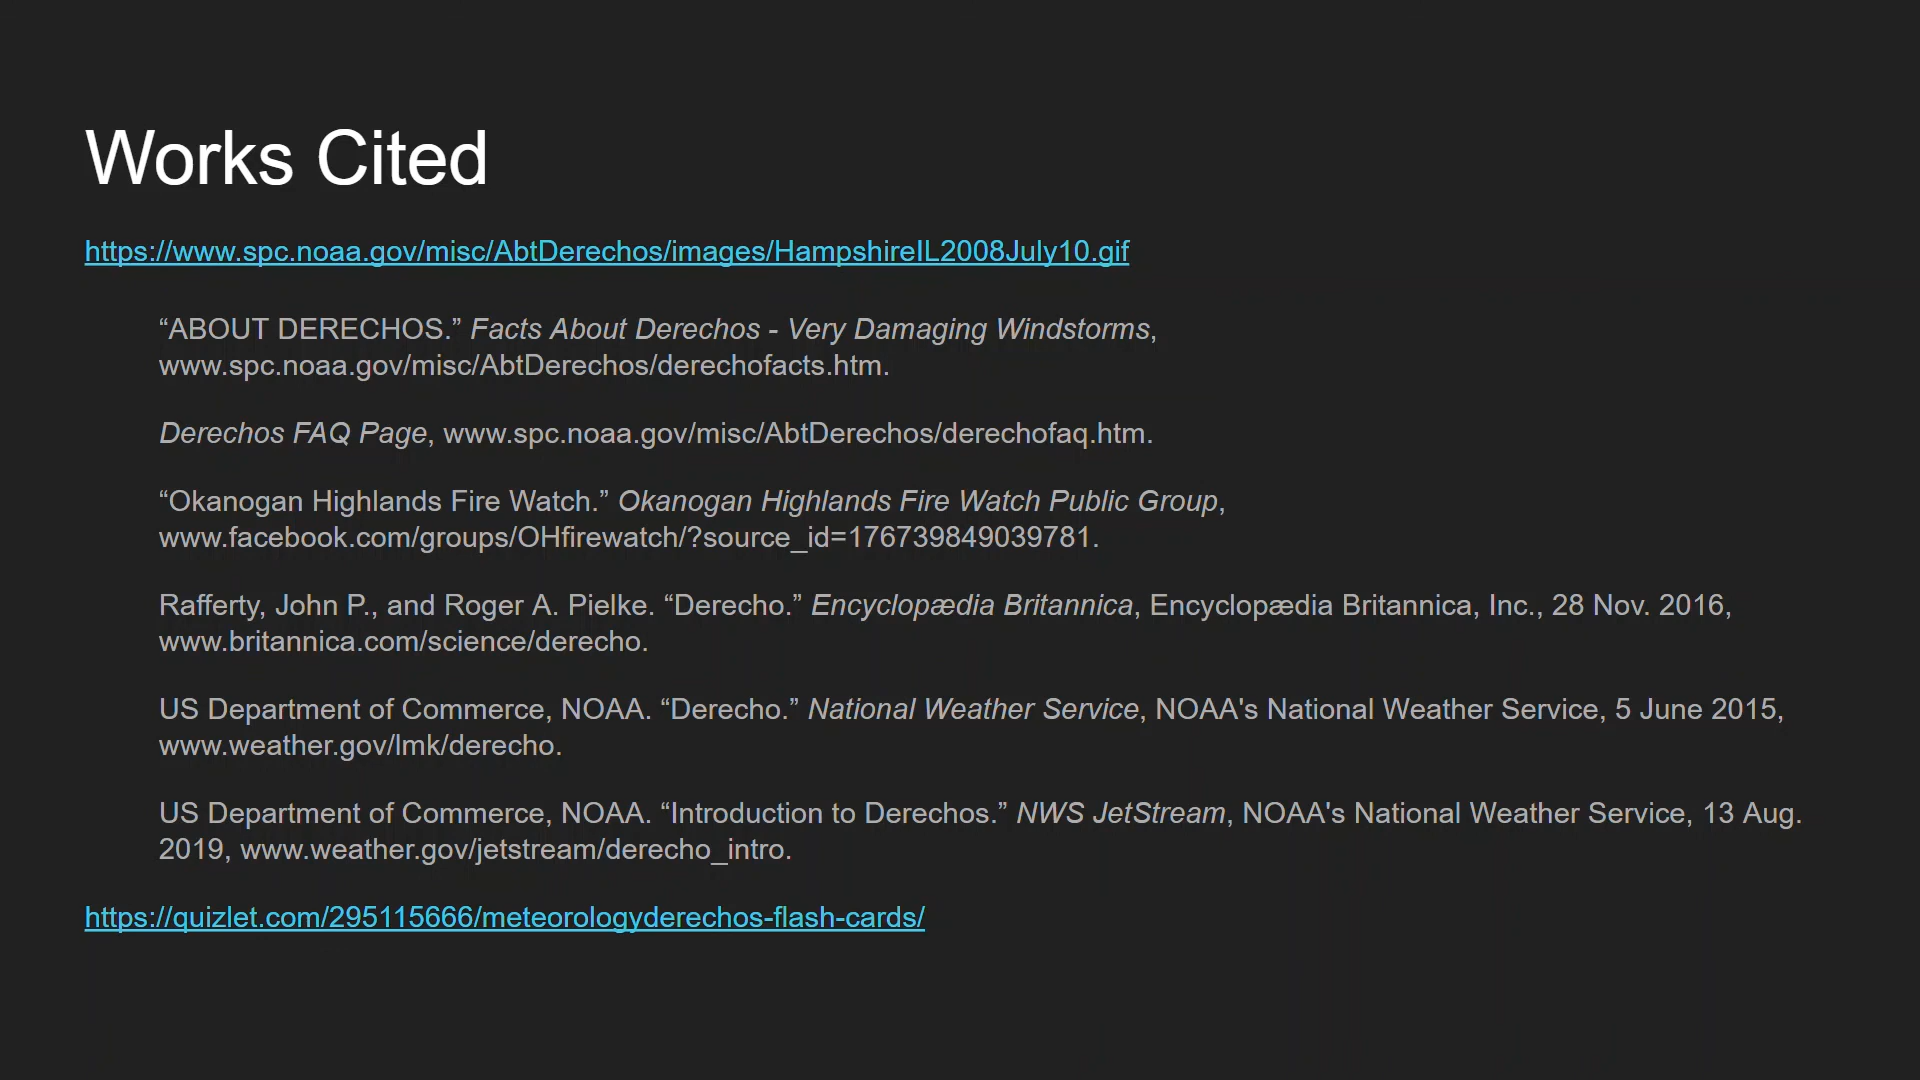 Works Cited
https://www.spc.noaa.gov/misc/AbtDerechos/images/HampshireIL2008July10.gif
“ABOUT DERECHOS.” Facts About Derechos - Very Damaging Windstorms,
www.spc.noaa.gov/misc/AbtDerechos/derechofacts.htm.
Derechos FAQ Page, www.spc.noaa.gov/misc/AbtDerechos/derechofaq.htm.
“Okanogan Highlands Fire Watch.” Okanogan Highlands Fire Watch Public Group,
www.facebook.com/groups/OHfirewatch/?source_id=176739849039781.
Rafferty, John P., and Roger A. Pielke. “Derecho.” Encyclopædia Britannica, Encyclopædia Britannica, Inc., 28 Nov. 2016,
www.britannica.com/science/derecho.
US Department of Commerce, NOAA. “Derecho.” National Weather Service, NOAA's National Weather Service, 5 June 2015,
www.weather.gov/lmk/derecho.
US Department of Commerce, NOAA. “Introduction to Derechos.” NWS JetStream, NOAA's National Weather Service, 13 Aug.
2019, www.weather.gov/jetstream/derecho_intro.
https://quizlet.com/295115666/meteorologyderechos-flash-cards/